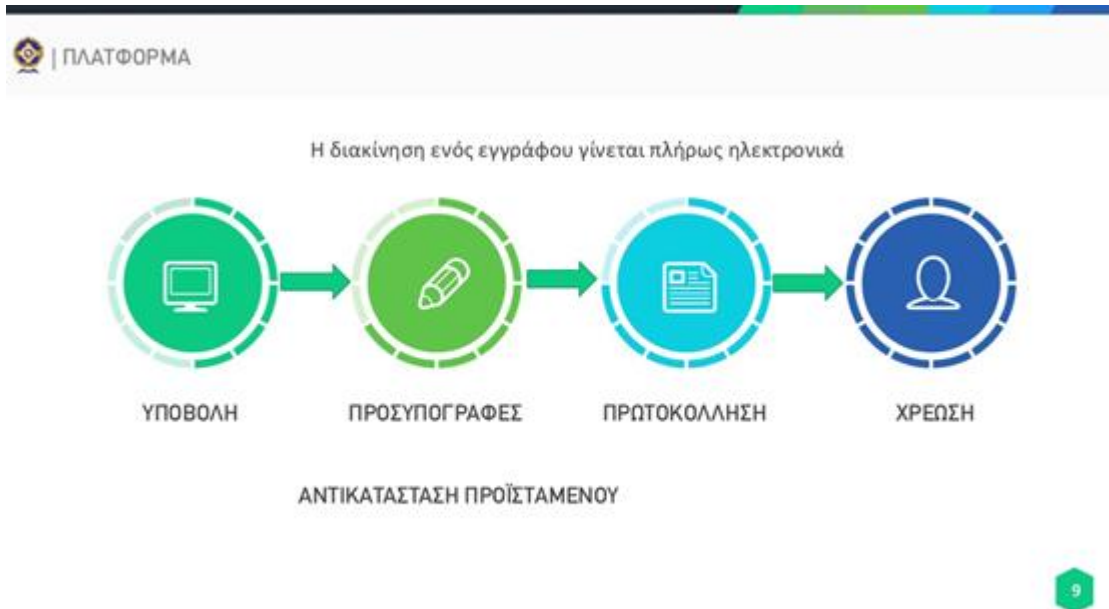 | ΠΛΑΤΦΟΡΜΑ
Η διακίνηση ενός εγγράφου γίνεται πλήρως ηλεκτρονικά
ΥΠΟΒΟΛΗ
ΠΡΟΣΥΠΟΓΡΑΦΕΣ
ΠΡΩΤΟΚΟΛΛΗΣΗ
ΧΡΕΩΣΗ
ΑΝΤΙΚΑΤΑΣΤΑΣΗ ΠΡΟΪΣΤΑΜΕΝΟΥ
9